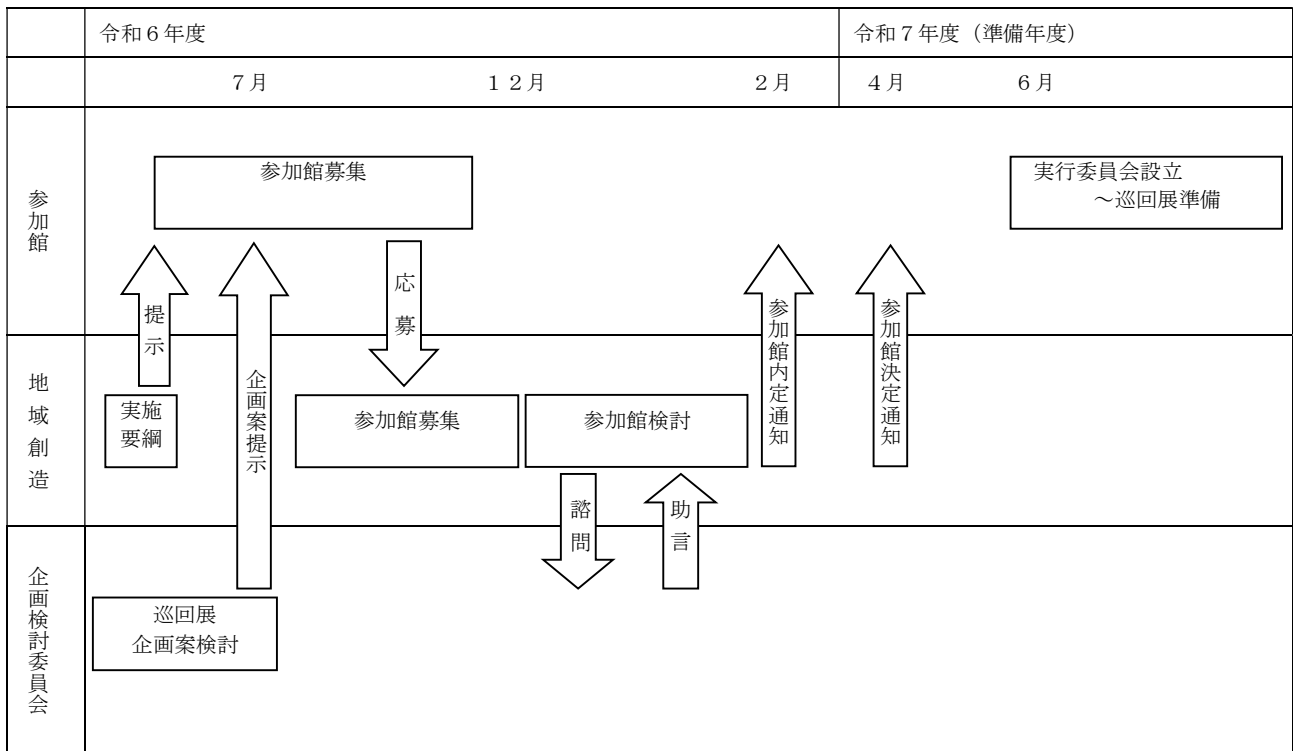 令和６年度
令和７年度（準備年度）
７月
１２月
２月
４月
６月
参加館
参加館募集
実行委員会設立
～巡回展準備
提示
企画案提示
応募
参加館内定通知
参加館決定通知
地域創造
実施
要綱
参加館募集
参加館検討
諮問
助言
企画検討委員会
巡回展
企画案検討